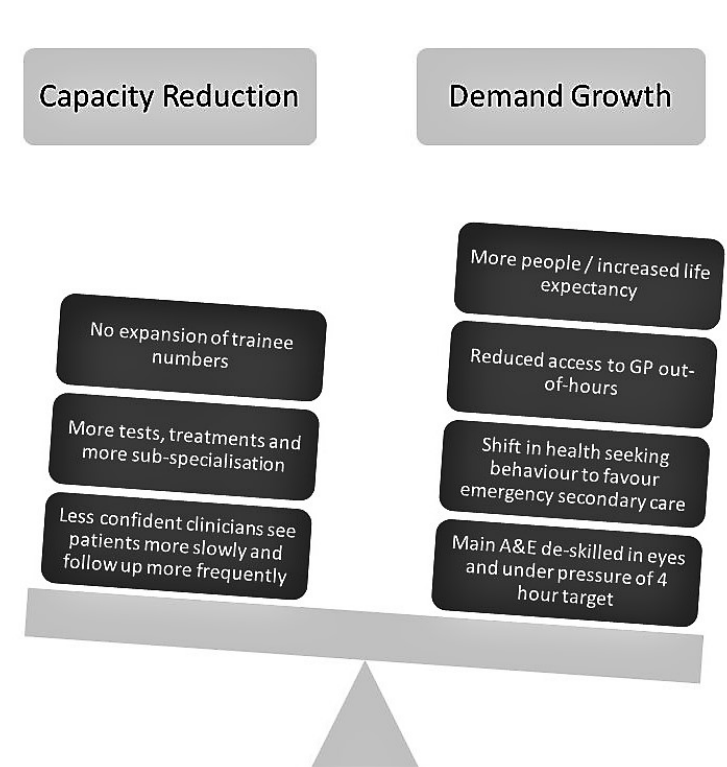 Capacity Reduction
Demand Growth
No expansion of trainee
numbers
More tests, treatments and
more sub-specialisation
Less confident clinicians see
patients more slowly and
follow up more frequently
More people / increased life
expectancy
Reduced access to GP out-
of-hours
Shift in health seeking
behaviour to favour
emergency secondary care
Main A&E de-skilled in eyes
and under pressure of 4
hour target